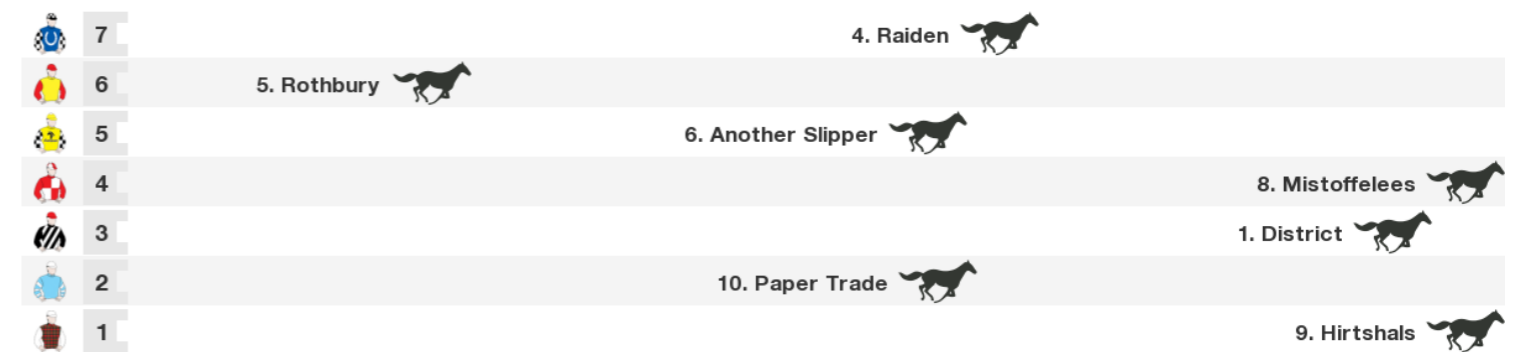 7 4. Raiden
6 5. Rothbury
5 6. Another Slipper
4 8. Mistoffelees
3 1. District
2 10. Paper Trade
1 9. Hirtshals